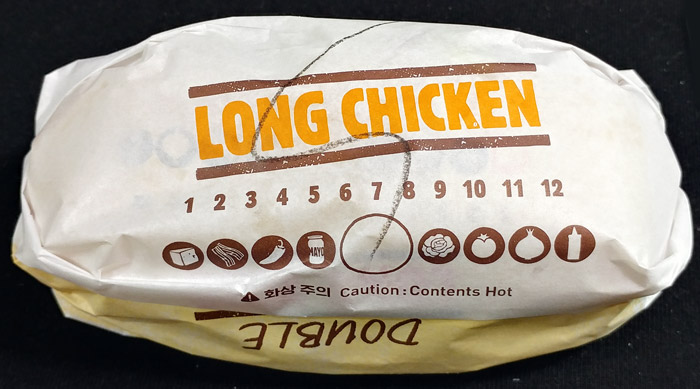 LONG CHICKEN
1 2 3 4 5 6 7 8 9 10 11 12
MAYO
화상 주의 Caution : Contents Hot
DOUBLE